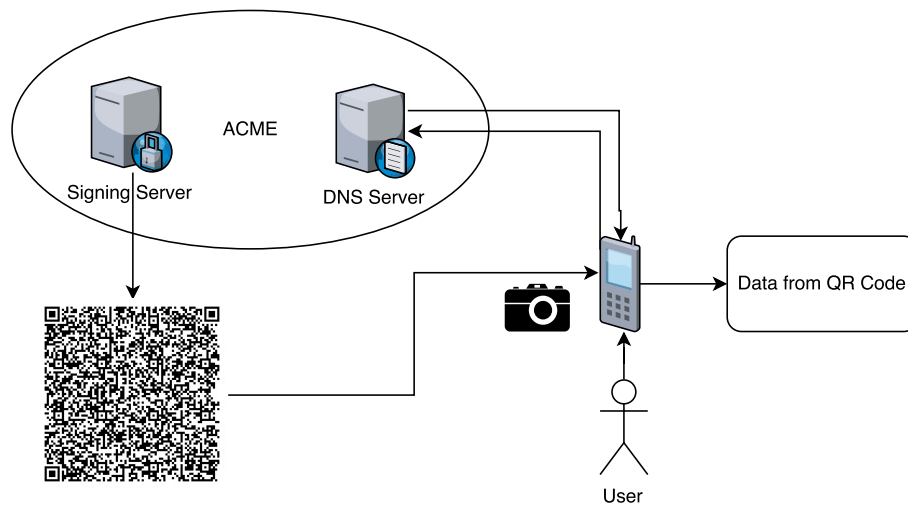 ACME
Signing Server
DNS Server
Data from QR Code
User